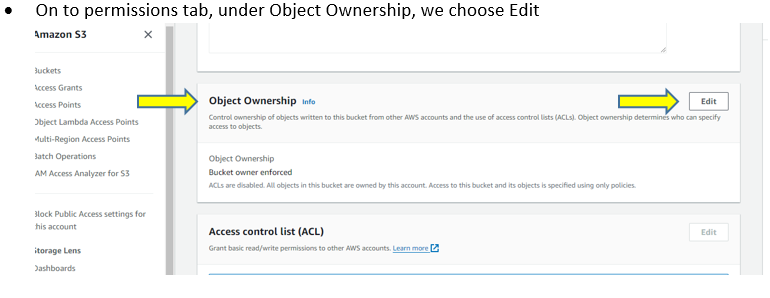 • On to permissions tab, under Object Ownership, we choose Edit
Amazon S3
Buckets
Access Grants
Access Points
Object Lambda Access Points
Multi-Region Access Points
Batch Operations
IAM Access Analyzer for S3
Block Public Access settings for
this account
Storage Lens
Dashboards
Object Ownership Info
Edit
Control ownership of objects written to this bucket from other AWS accounts and the use of access control lists (ACLs). Object ownership determines who can specify
access to objects.
Object Ownership
Bucket owner enforced
ACLs are disabled. All objects in this bucket are owned by this account. Access to this bucket and its objects is specified using only policies.
Access control list (ACL)
Edit
Grant basic read/write permissions to other AWS accounts. Learn more